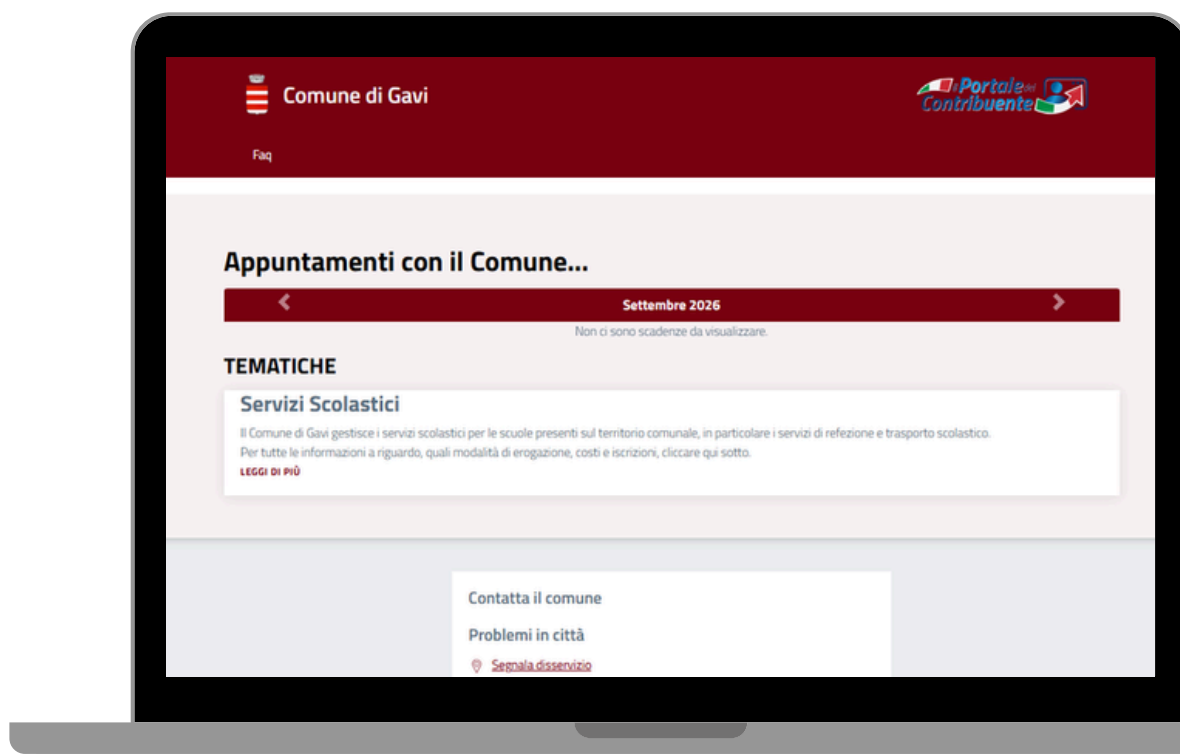 Comune di Gavi
il Portale del
Contribuente
Faq
Appuntamenti con il Comune...
Settembre 2026
Non ci sono scadenze da visualizzare.
TEMATICHE
Servizi Scolastici
Il Comune di Gavi gestisce i servizi scolastici per le scuole presenti sul territorio comunale, in particolare i servizi di refezione e trasporto scolastico.
Per tutte le informazioni a riguardo, quali modalità di erogazione, costi e iscrizioni, cliccare qui sotto.
LEGGI DI PIÙ
Contatta il comune
Problemi in città
Segnala disservizio